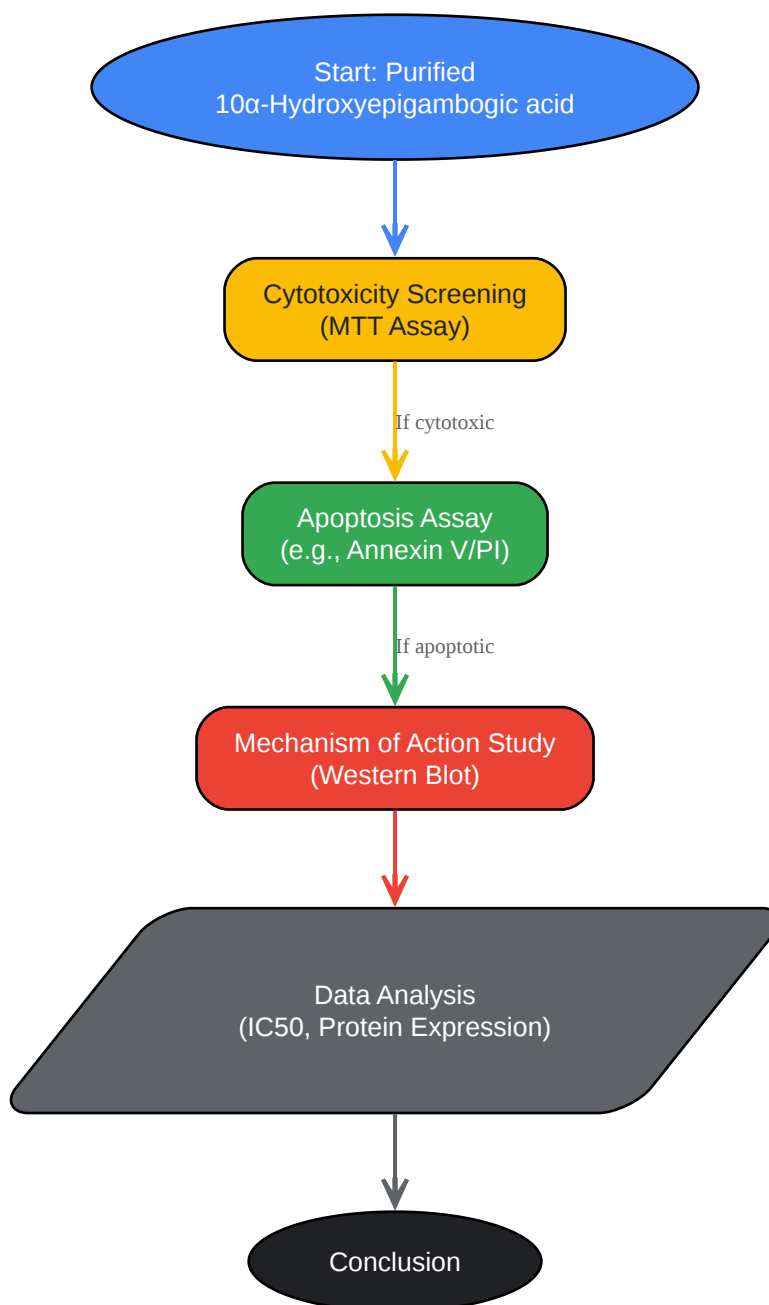 Start: Purified
10α-Hydroxyepigambogic acid
Cytotoxicity Screening
(MTT Assay)
If cytotoxic
Apoptosis Assay
(e.g., Annexin V/PI)
If apoptotic
Mechanism of Action Study
(Western Blot)
Data Analysis
(IC50, Protein Expression)
Conclusion